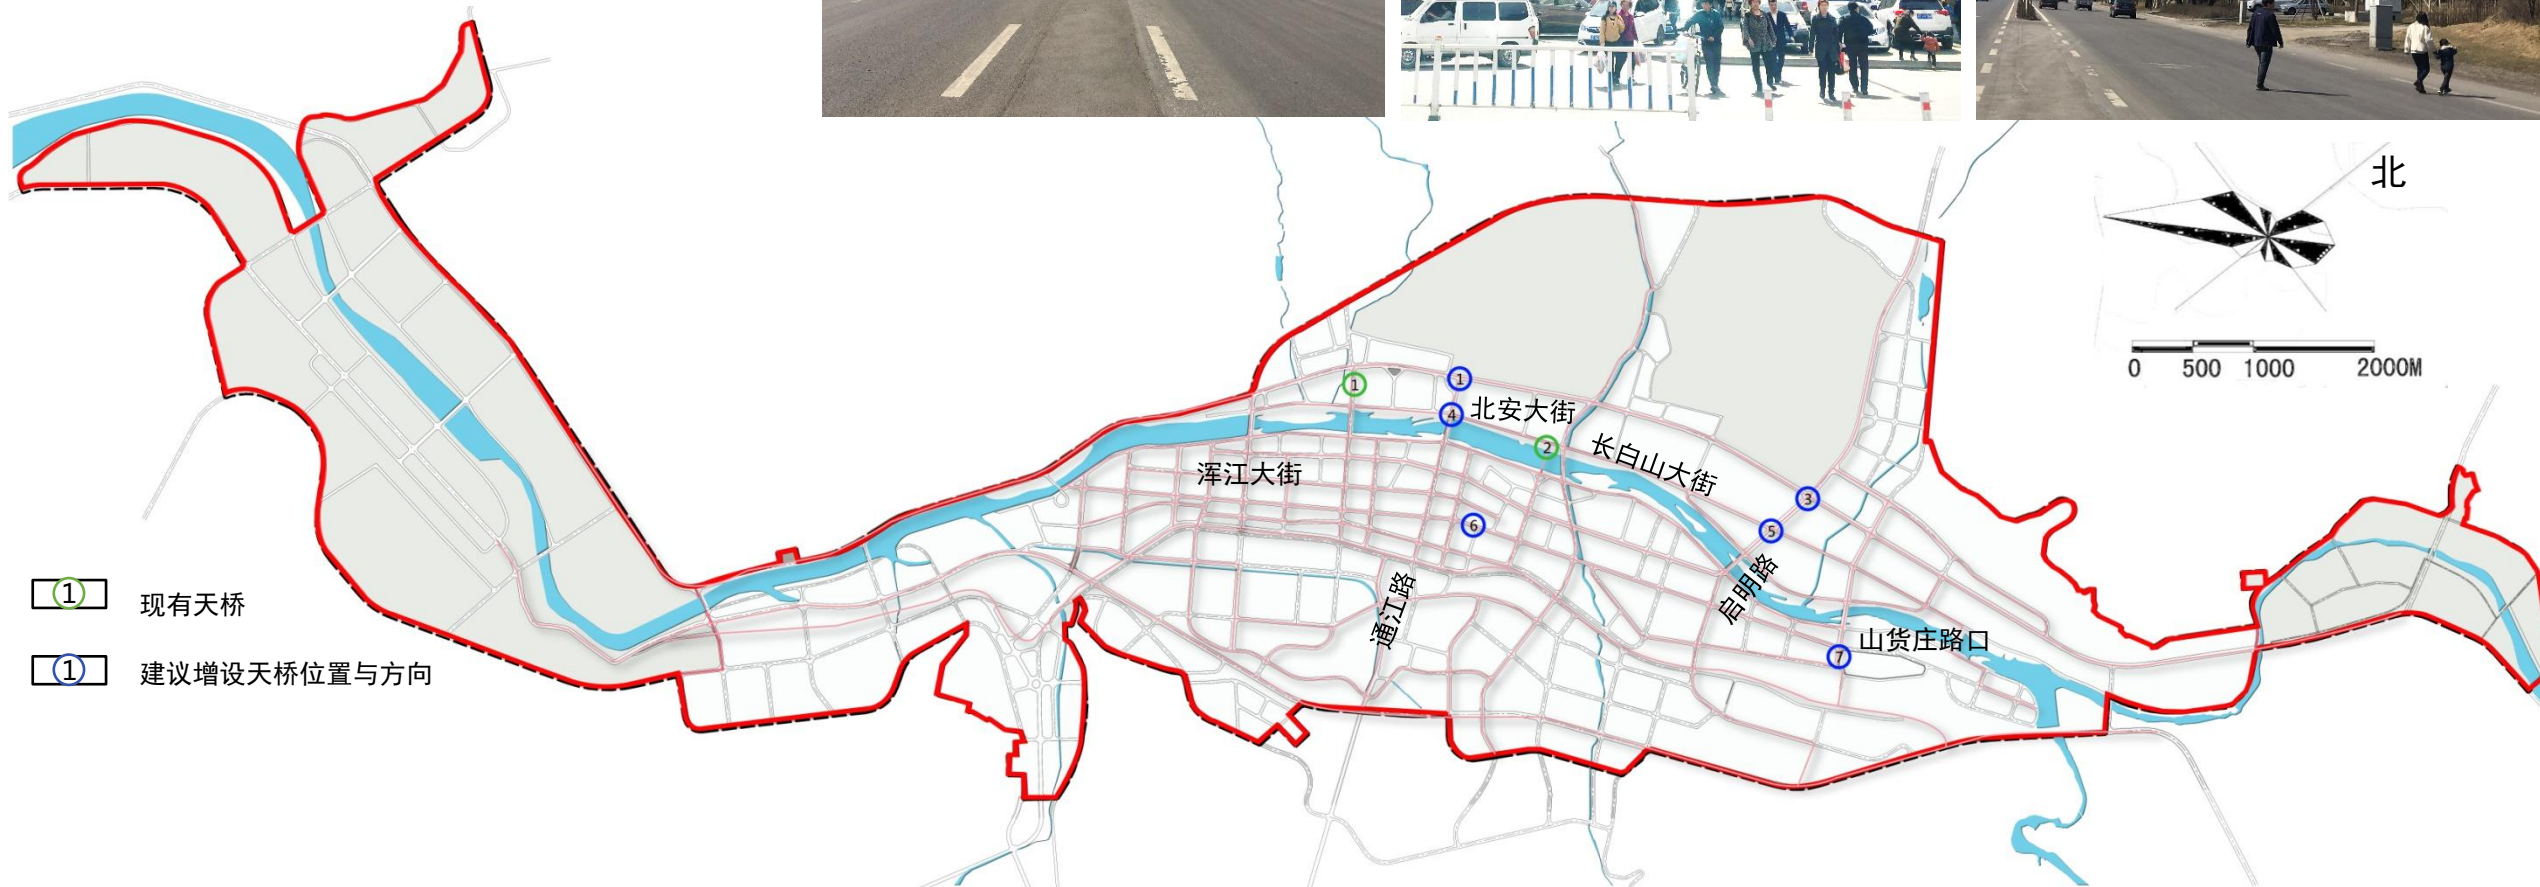 北
0 500 1000 2000M
1
1
4
北安大街
2
长白山大街
浑江大街
3
6
5
启明路
通江路
山货庄路口
7
1
现有天桥
1
建议增设天桥位置与方向